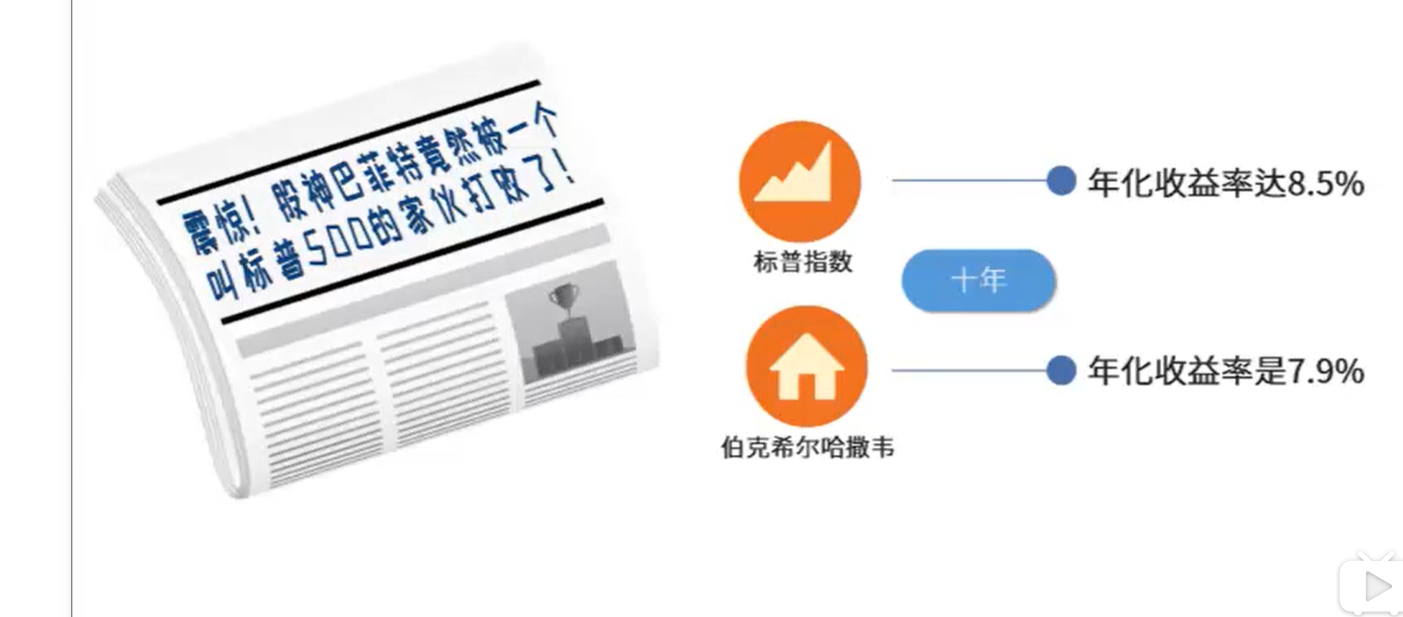 震惊！股神巴菲特竟然被一个
叫标普500的家伙打败了！
标普指数
年化收益率达8.5%
十年
伯克希尔哈撒韦
年化收益率是7.9%